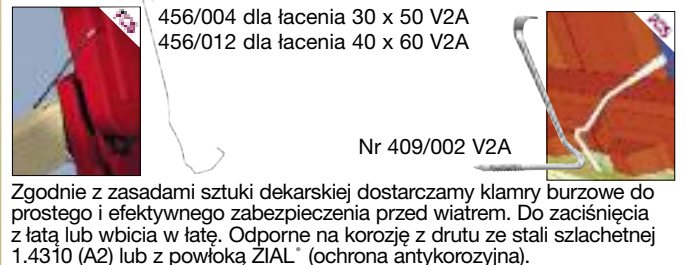 456/004 dla łacenia 30 x 50 V2A
456/012 dla łacenia 40 x 60 V2A
Nr 409/002 V2A
Zgodnie z zasadami sztuki dekarskiej dostarczamy klamry burzowe do
prostego i efektywnego zabezpieczenia przed wiatrem. Do zaciśnięcia
z łatą lub wbicia w łatę. Odporne na korozję z drutu ze stali szlachetnej
1.4310 (A2) lub z powłoką ZIAL® (ochrona antykorozyjna).